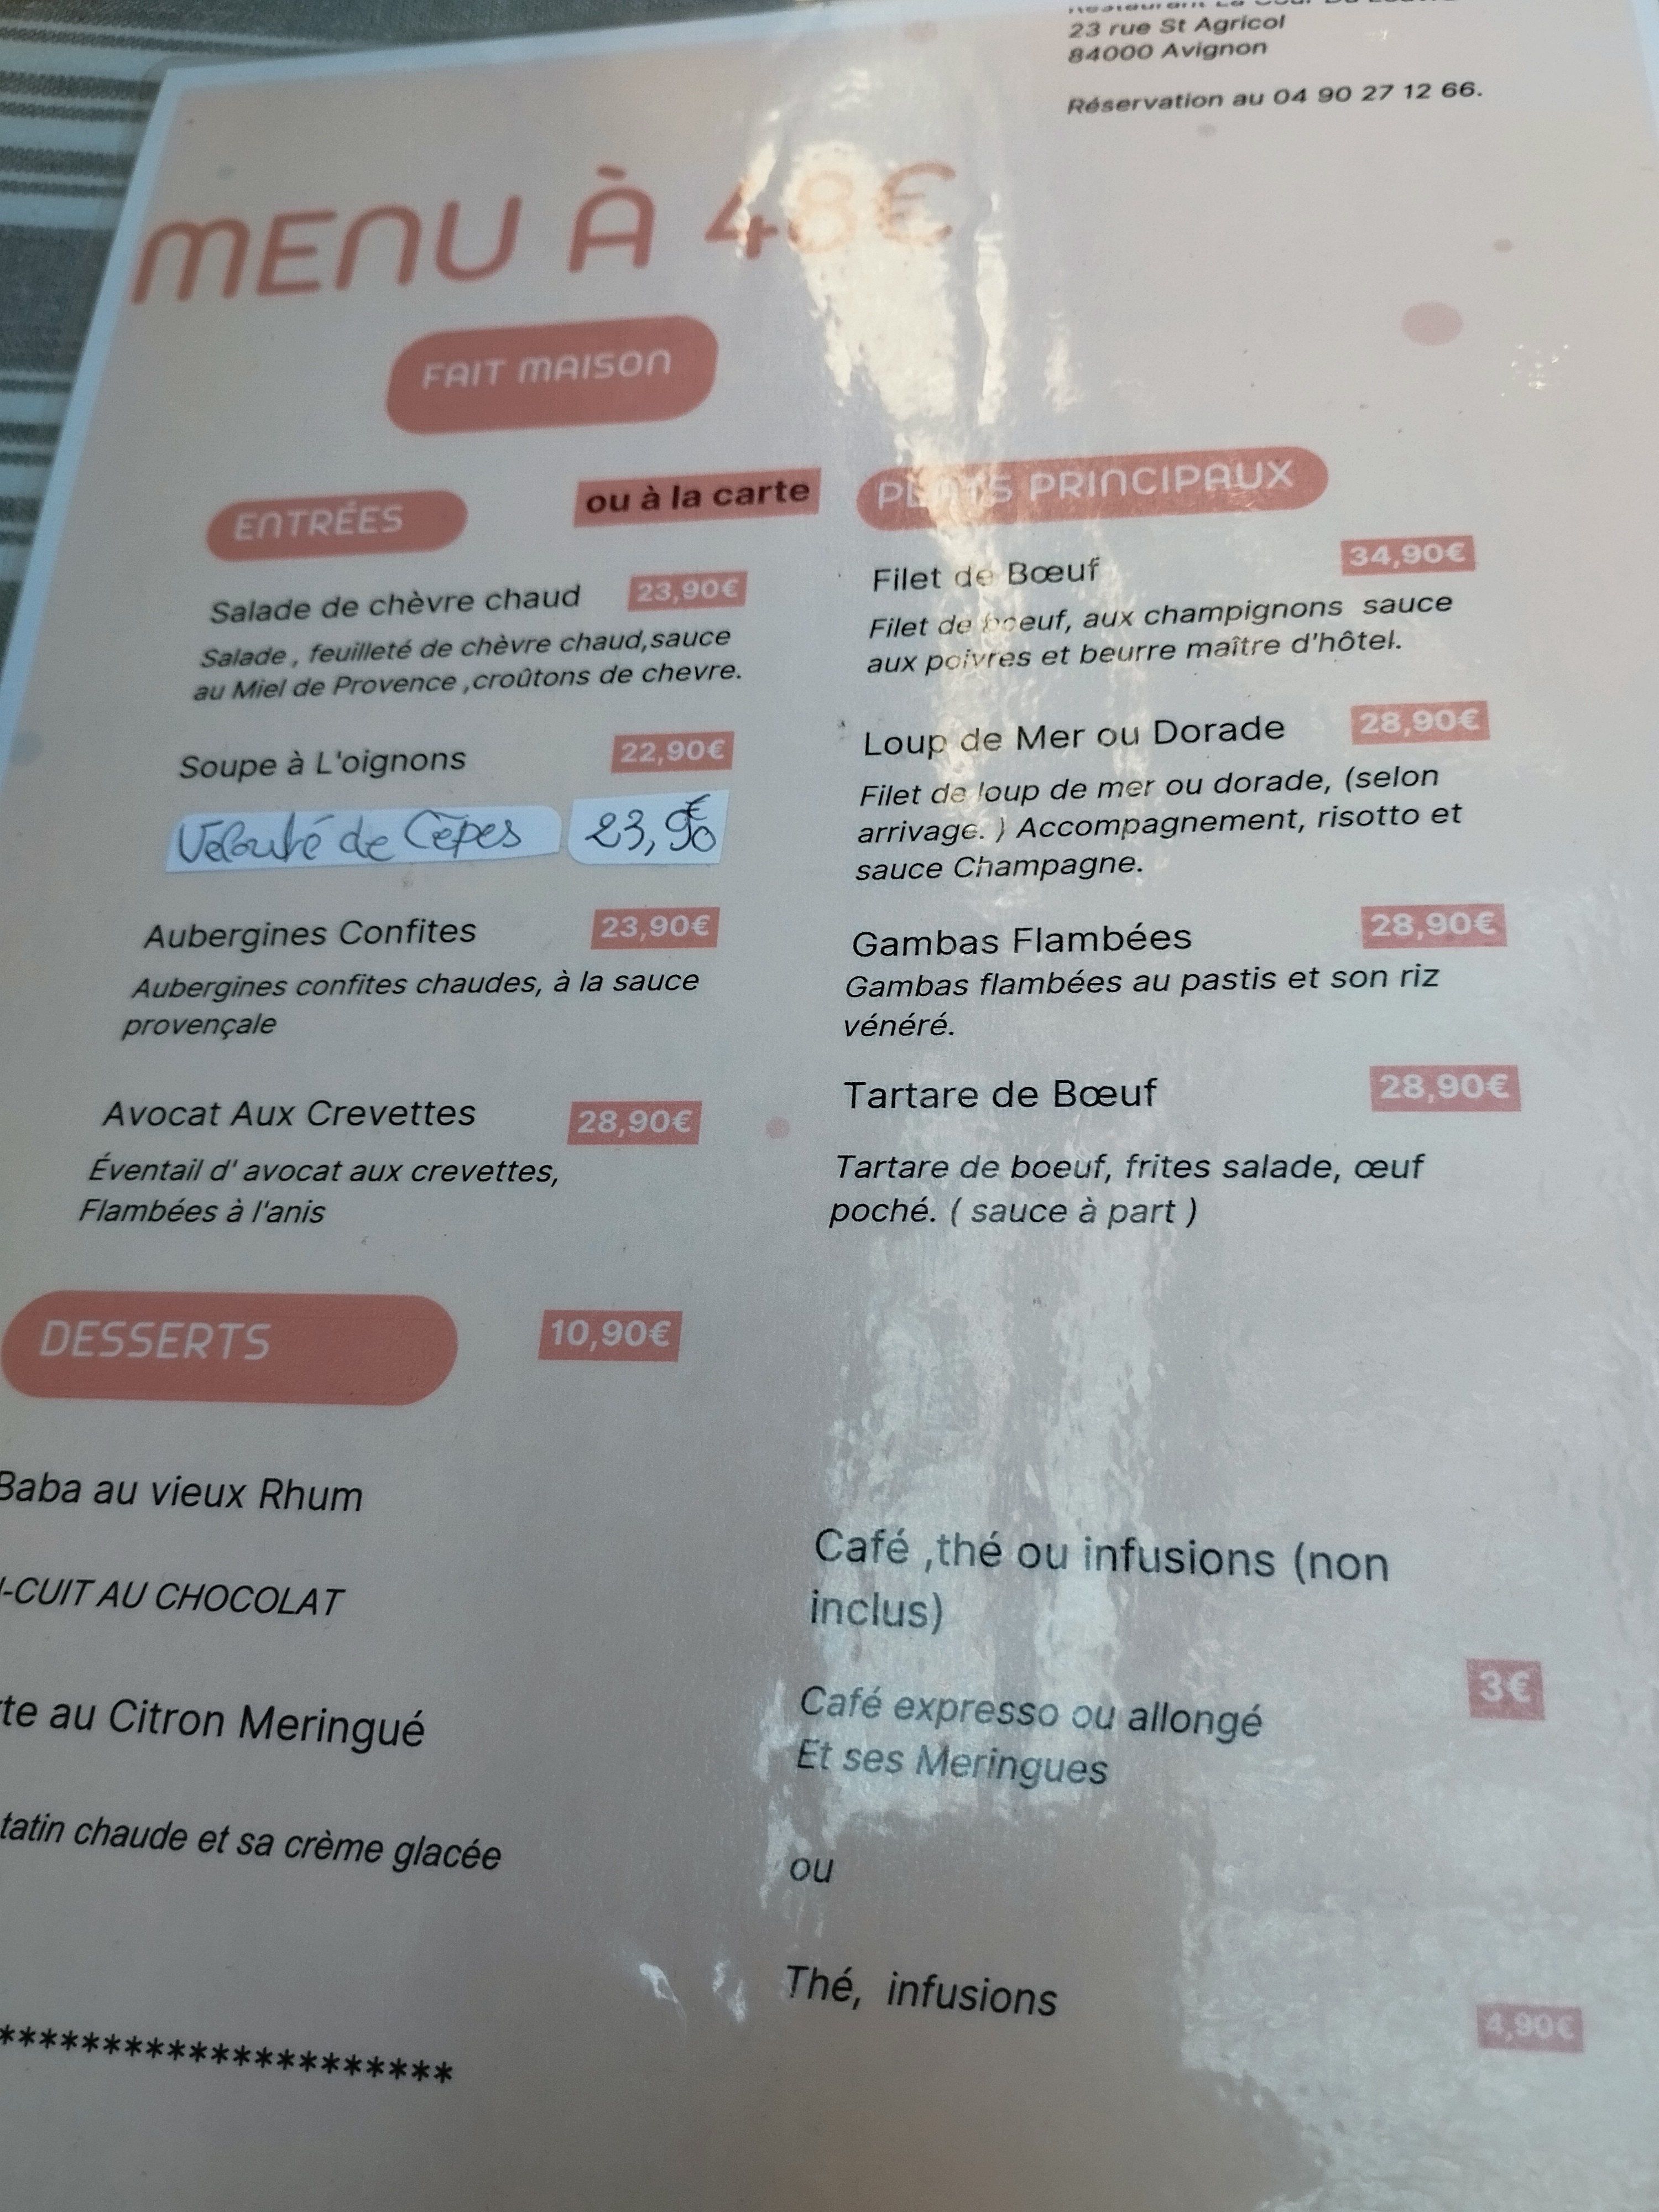 23 rue St Agricol
84000 Avignon
Réservation au 04 90 27 12 66.
MENU À 48€
FAIT MAISON
ENTRÉES
ou à la carte
Salade de chèvre chaud 23,90€
Salade , feuilleté de chèvre chaud,sauce
au Miel de Provence ,croûtons de chevre.
Soupe à L'oignons 22,90€
Velouté de Cèpes 23,90€
Aubergines Confites 23,90€
Aubergines confites chaudes, à la sauce
provençale
Avocat Aux Crevettes 28,90€
Éventail d' avocat aux crevettes,
Flambées à l'anis
PLATS PRINCIPAUX
Filet de Bœuf 34,90€
Filet de boeuf, aux champignons sauce
aux poivres et beurre maître d'hôtel.
Loup de Mer ou Dorade 28,90€
Filet de loup de mer ou dorade, (selon
arrivage. ) Accompagnement, risotto et
sauce Champagne.
Gambas Flambées 28,90€
Gambas flambées au pastis et son riz
vénéré.
Tartare de Bœuf 28,90€
Tartare de boeuf, frites salade, œuf
poché. ( sauce à part )
DESSERTS 10,90€
Baba au vieux Rhum
-CUIT AU CHOCOLAT
te au Citron Meringué
tatin chaude et sa crème glacée
*********************
Café ,thé ou infusions (non
inclus)
3€
Café expresso ou allongé
Et ses Meringues
ou
Thé, infusions
4,90€